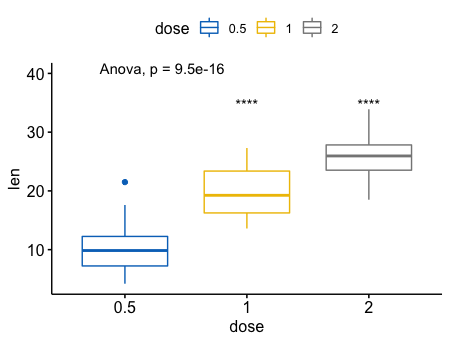 dose 0.5 1 2
Anova, p = 9.5e-16
40
30
20
10
len
**** ****
0.5 1 2
dose